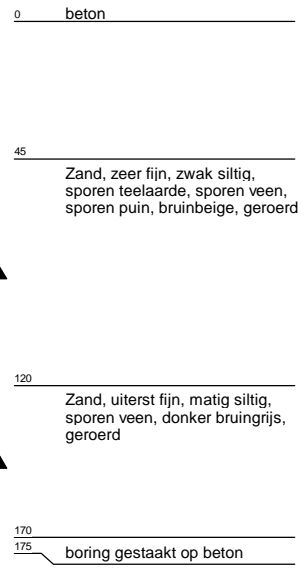 0 beton
45
Zand, zeer fijn, zwak siltig,
sporen teelaarde, sporen veen,
sporen puin, bruinbeige, geroerd
120
Zand, uiterst fijn, matig siltig,
sporen veen, donker bruingrijs,
geroerd
170
175 boring gestaakt op beton